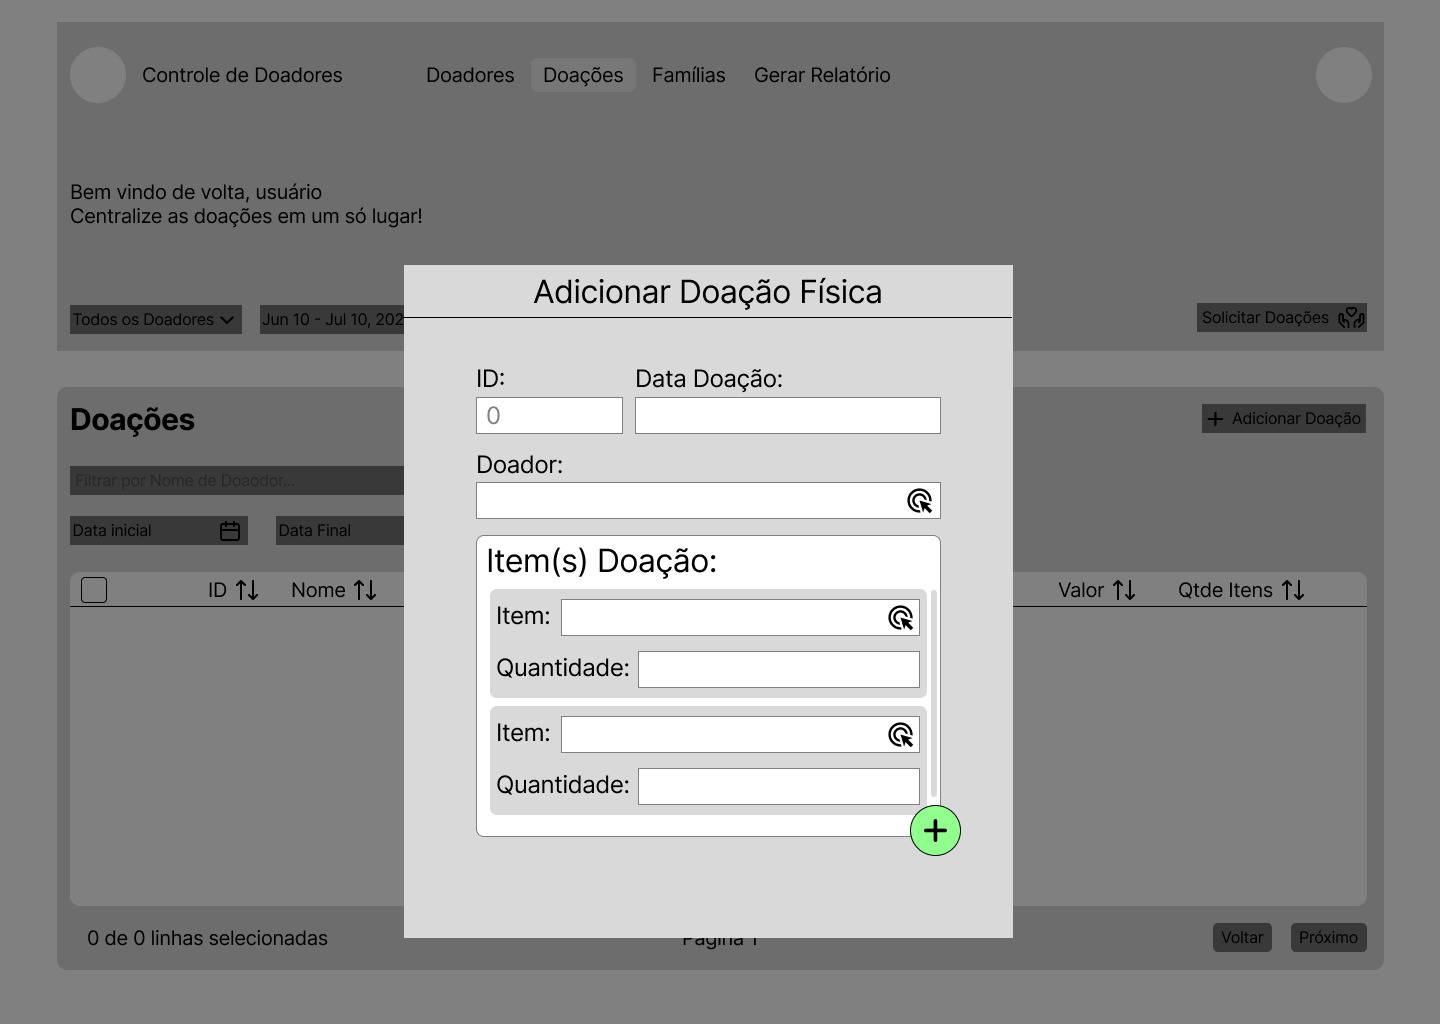 Controle de Doadores
Doadores
Doações
Famílias
Gerar Relatório
Bem vindo de volta, usuário
Centralize as doações em um só lugar!
Todos os Doadores
Jun 10 - Jul 10, 202
Solicitar Doações
Doações
Adicionar Doação
Filtrar por Nome de Doaodor...
Data inicial
Data Final
ID
Nome
Valor
Qtde Itens
0 de 0 linhas selecionadas
Página 1
Voltar
Próximo
Adicionar Doação Física
ID:
Data Doação:
0
Doador:
Item(s) Doação:
Item:
Quantidade:
Item:
Quantidade: